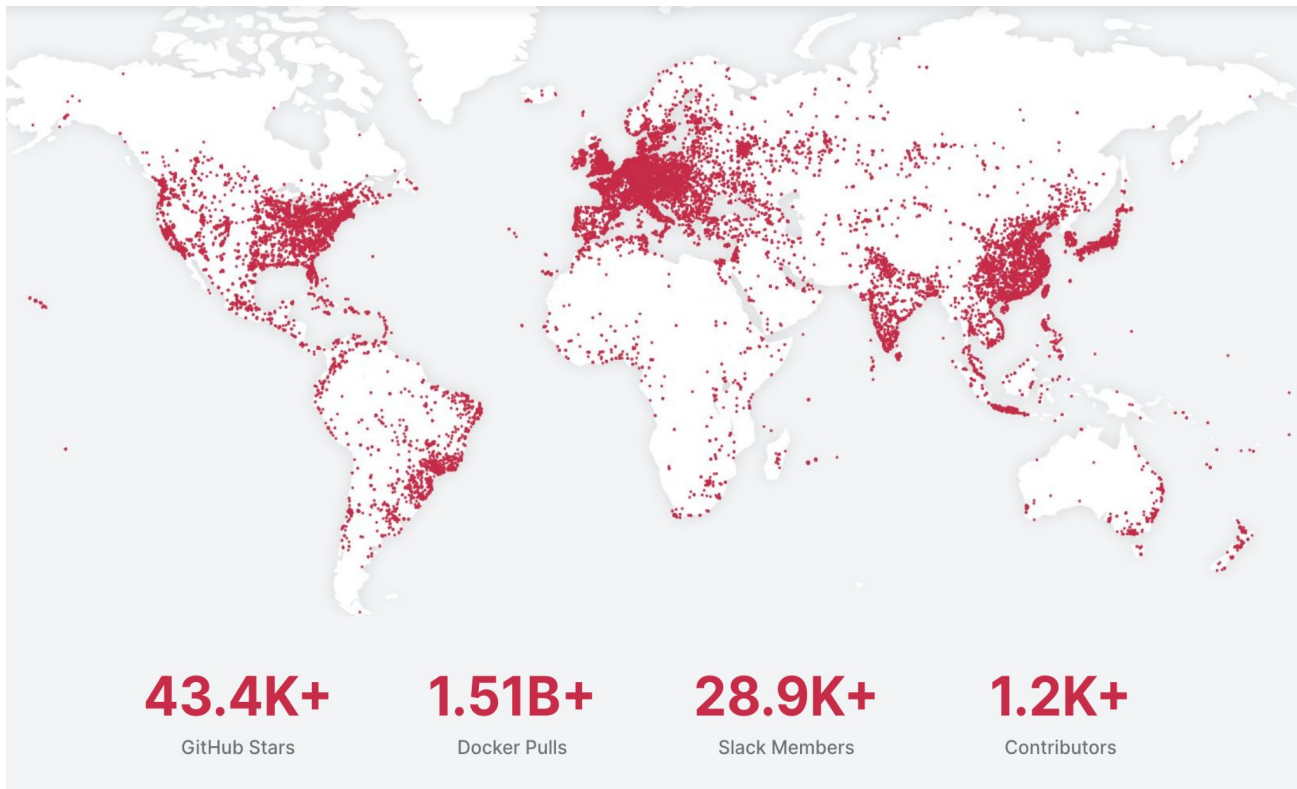 43.4K+
GitHub Stars
1.51B+
Docker Pulls
28.9K+
Slack Members
1.2K+
Contributors